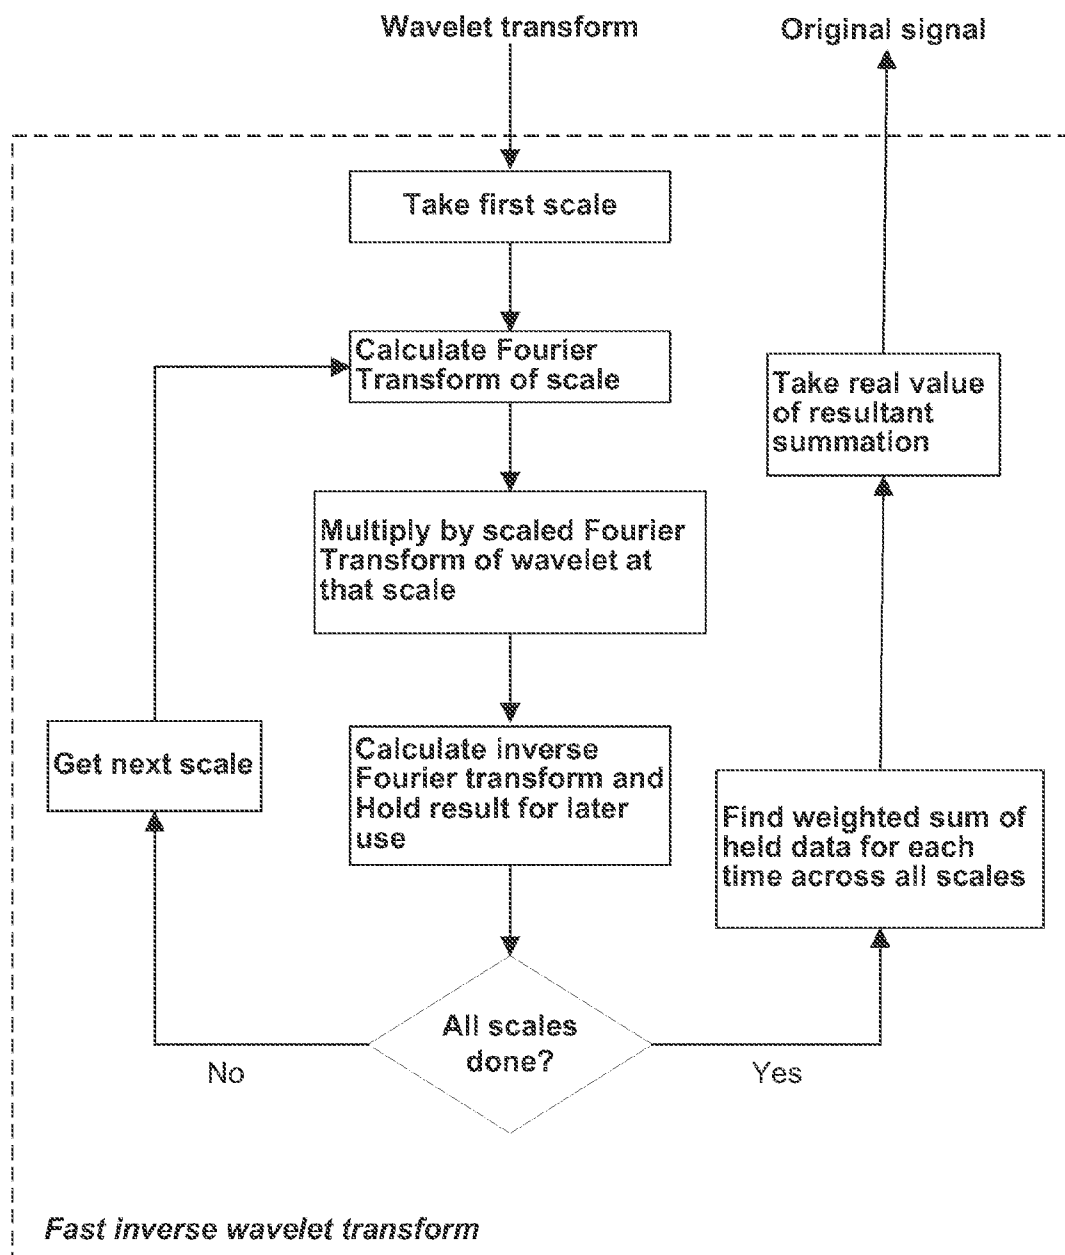 Wavelet transform
Original signal
Take first scale
Calculate Fourier
Transform of scale
Take real value
of resultant
summation
Multiply by scaled Fourier
Transform of wavelet at
that scale
Get next scale
Calculate inverse
Fourier transform and
Hold result for later
use
Find weighted sum of
held data for each
time across all scales
All scales
done?
No
Yes
Fast inverse wavelet transform